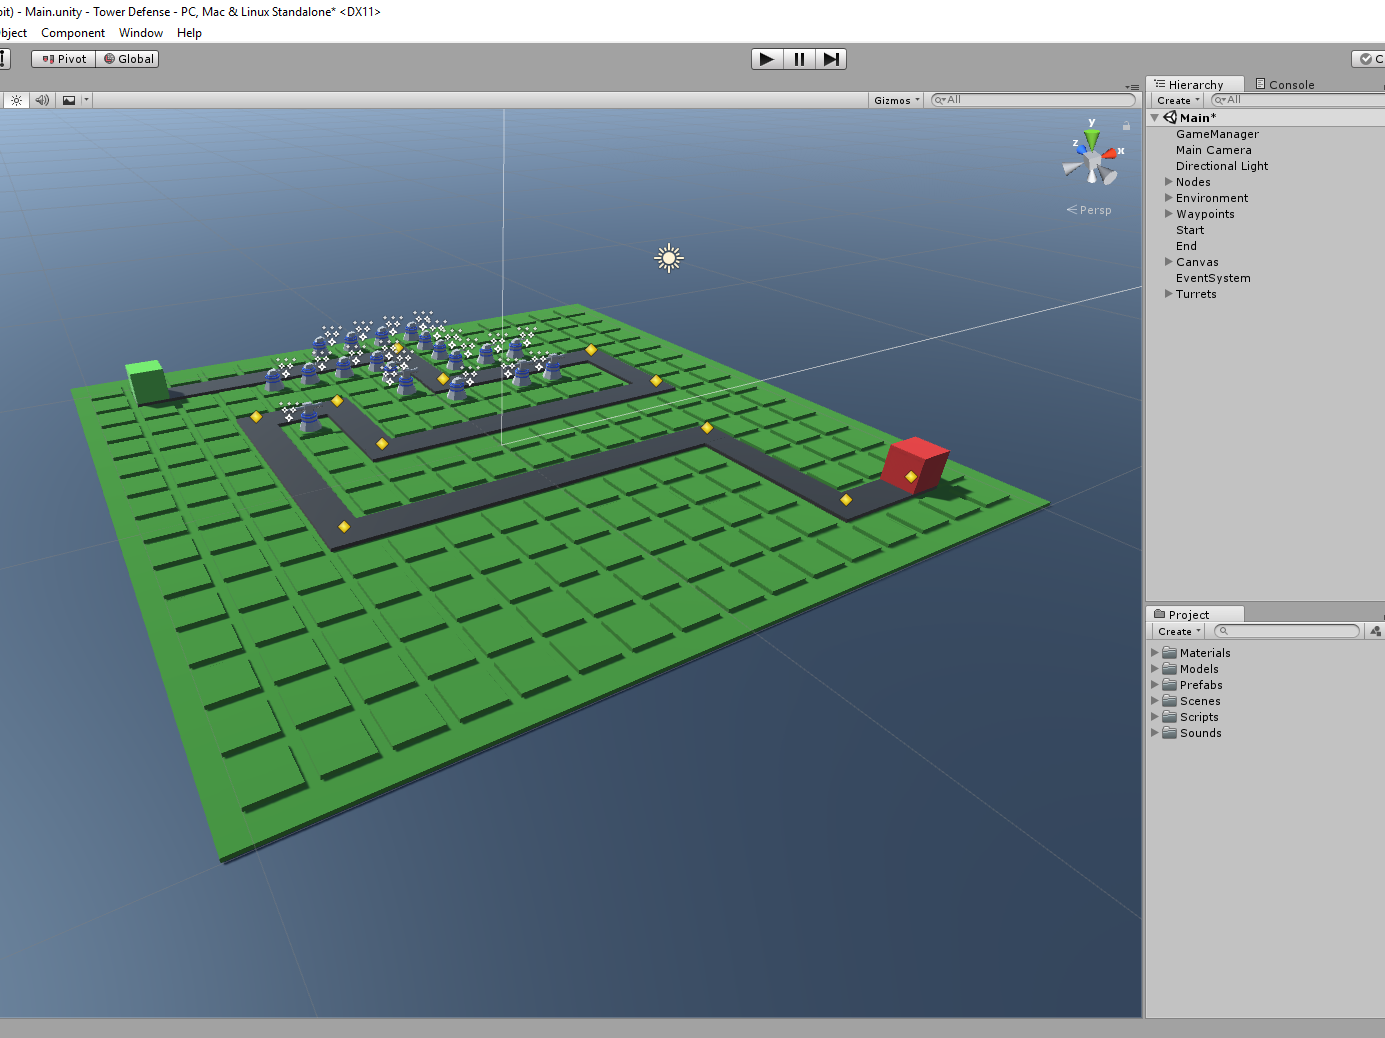 bit) - Main.unity - Tower Defense - PC, Mac & Linux Standalone* <DX11>
bject Component Window Help
Pivot Global
C
Gizmos All
Hierarchy Console
Create All
Main*
GameManager
Main Camera
Directional Light
Nodes
Environment
Waypoints
Start
End
Canvas
EventSystem
Turrets
y
z
x
Persp
Project
Create
Materials
Models
Prefabs
Scenes
Scripts
Sounds